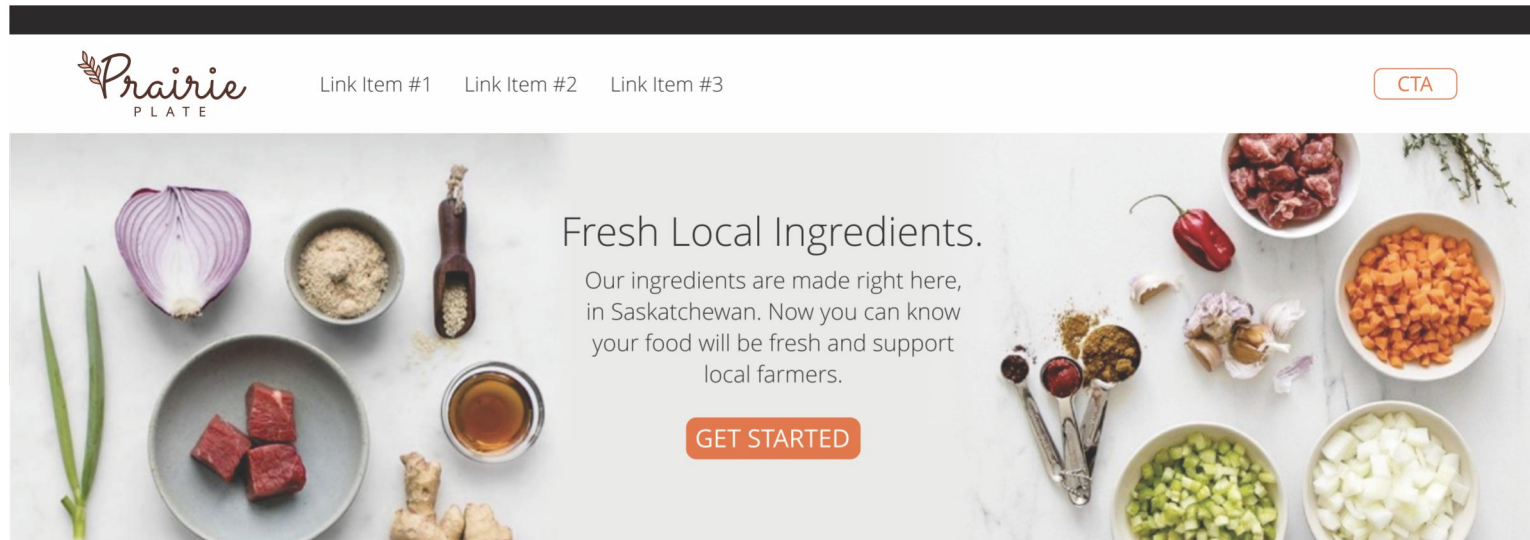 Prairie
PLATE
Link Item #1
Link Item #2
Link Item #3
CTA
Fresh Local Ingredients.
Our ingredients are made right here,
in Saskatchewan. Now you can know
your food will be fresh and support
local farmers.
GET STARTED